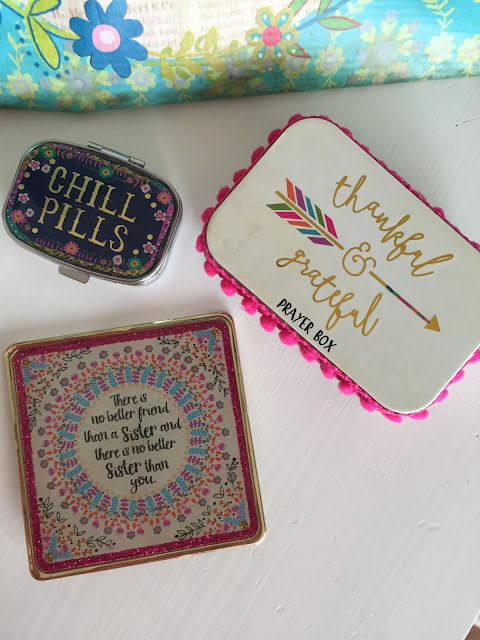 CHILL
PILLS
thankful
&
grateful
PRAYER BOX
There is
no better friend
than a Sister and
there is no better
Sister than
you.